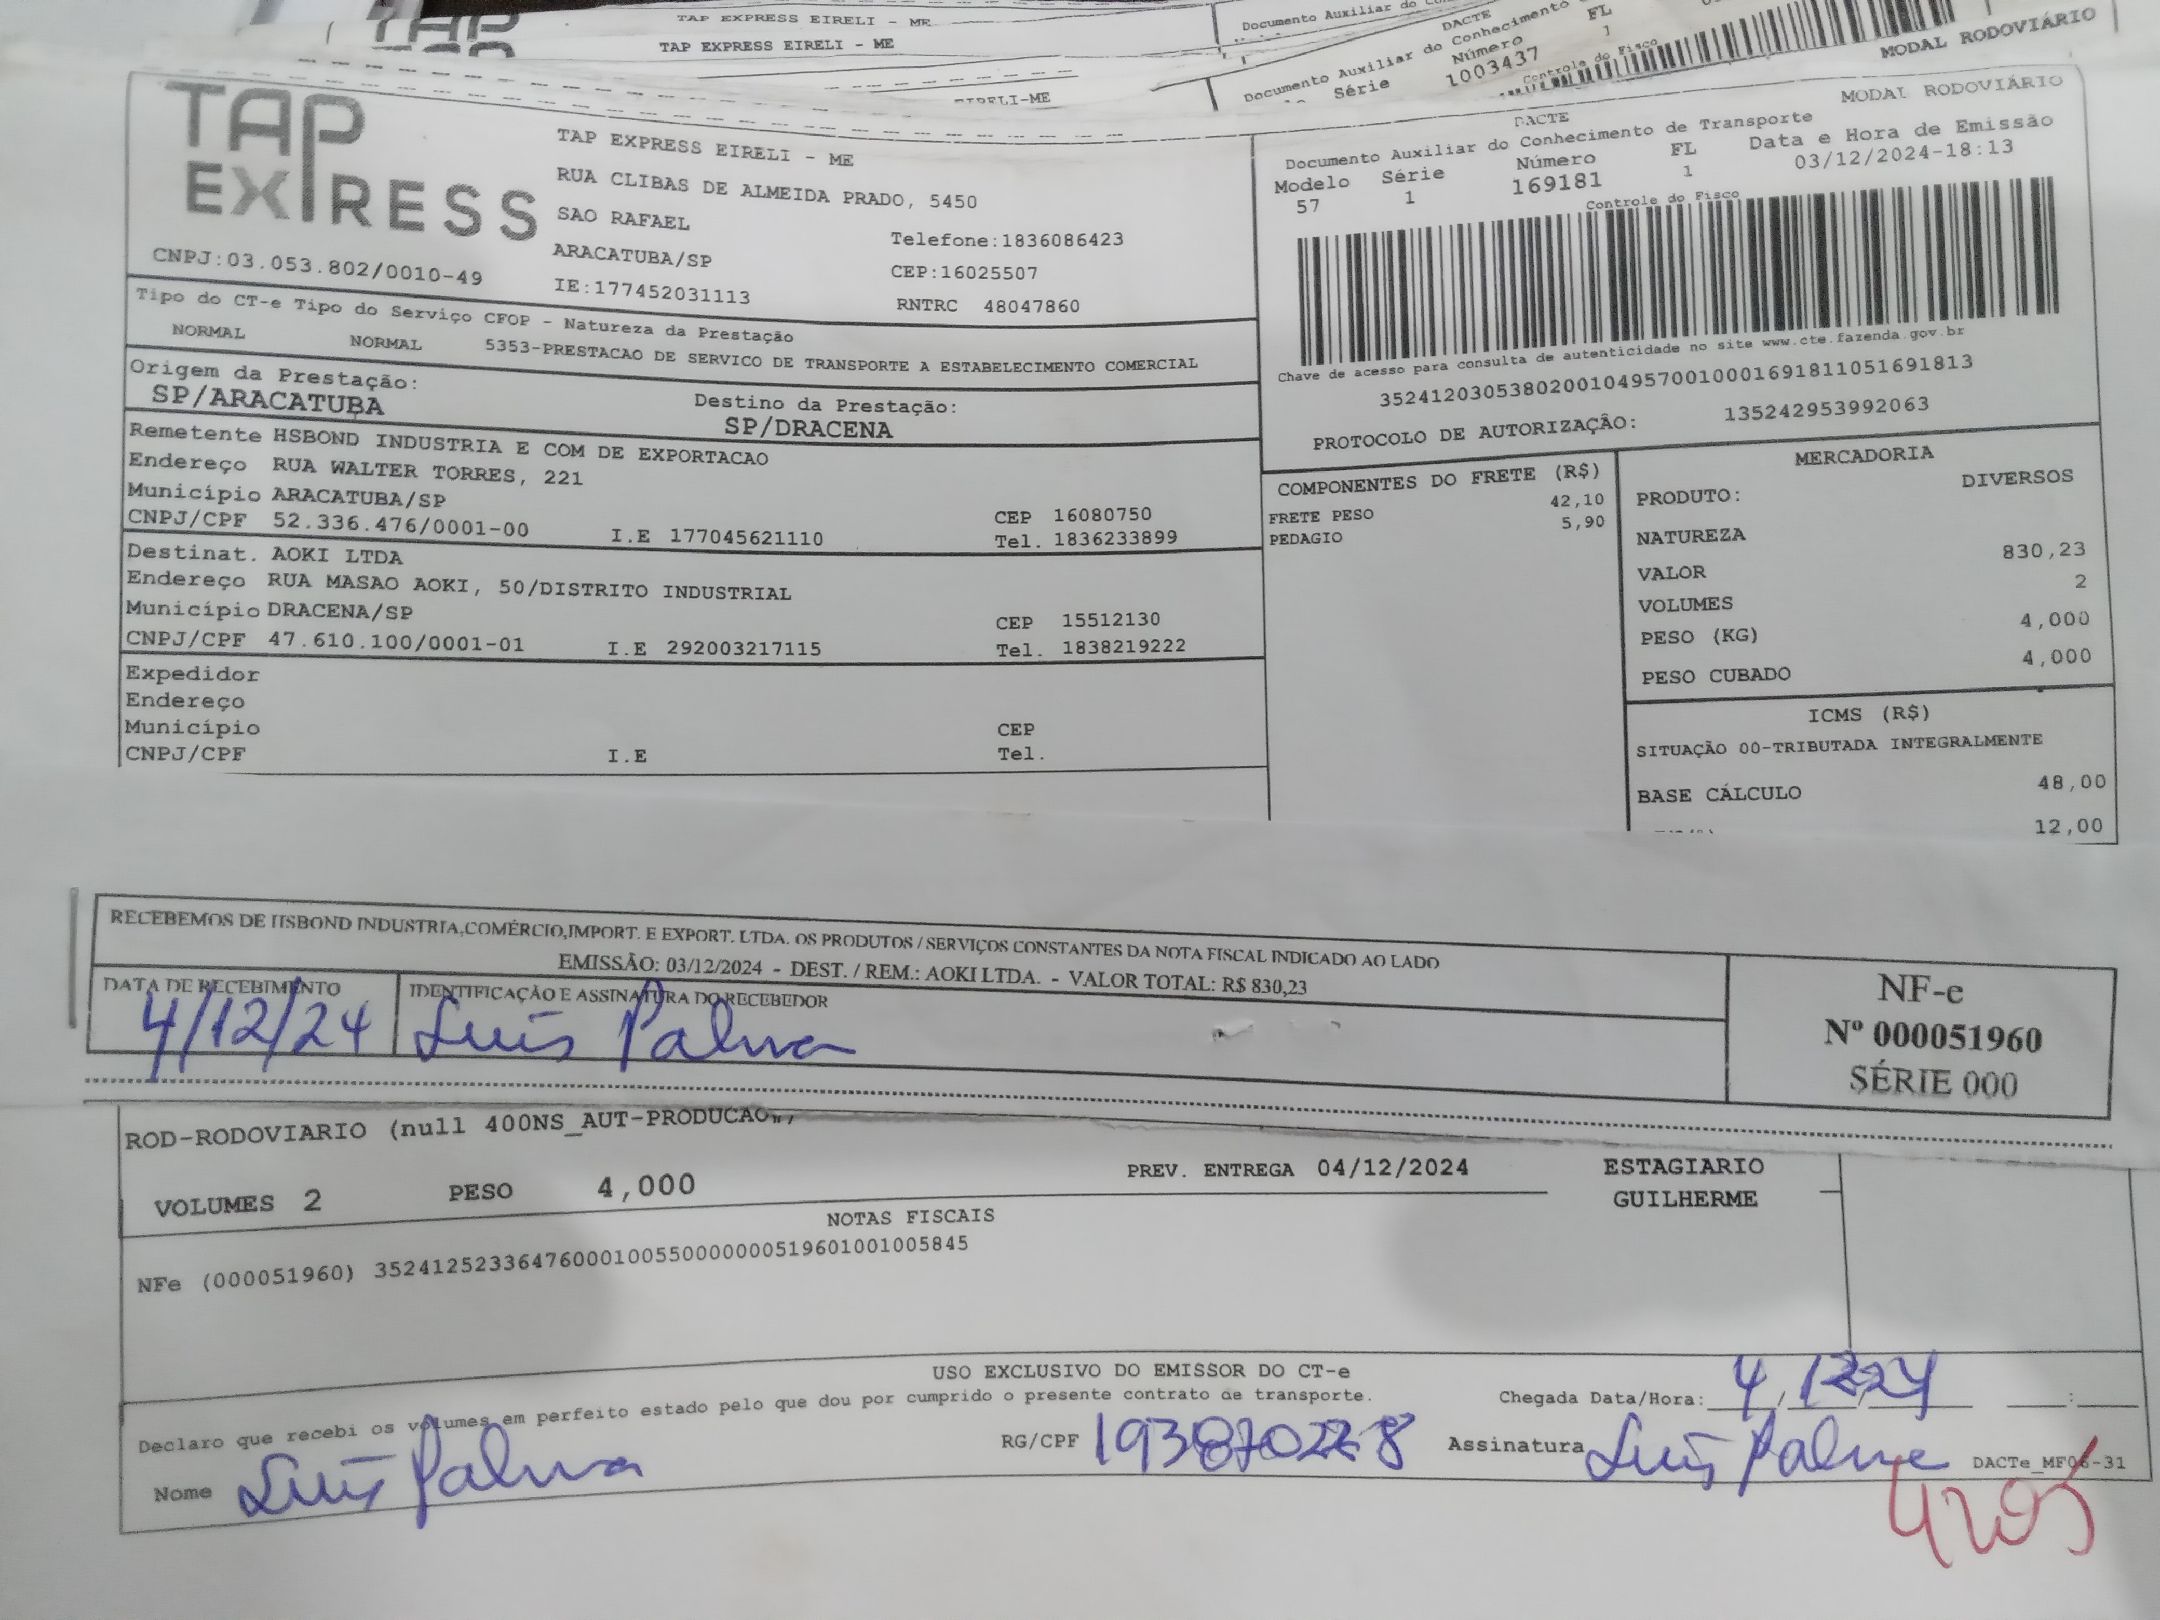 TAP EXPRESS EIRELI - ME
TAP EXPRESS EIRELI - ME
EIRELI-ME
Documento Auxiliar do
DACTE
Documento Auxiliar do Conhecimento
Série
Número
1003437
FL
1
Controle do Fisco
MODAL RODOVIÁRIO
TAP EXPRESS
TAP EXPRESS EIRELI - ME
RUA CLIBAS DE ALMEIDA PRADO, 5450
SAO RAFAEL
Telefone:1836086423
ARACATUBA/SP
CEP:16025507
CNPJ:03.053.802/0010-49
IE:177452031113
RNTRC 48047860
DACTE
MODAL RODOVIÁRIO
Documento Auxiliar do Conhecimento de Transporte
Modelo Série Número FL Data e Hora de Emissão
57 1 169181 1 03/12/2024-18:13
Controle do Fisco
Chave de acesso para consulta de autenticidade no site www.cte.fazenda.gov.br
35241203053802001049570010001691811051691813
PROTOCOLO DE AUTORIZAÇÃO: 135242953992063
Tipo do CT-e Tipo do Serviço CFOP - Natureza da Prestação
NORMAL NORMAL 5353-PRESTACAO DE SERVICO DE TRANSPORTE A ESTABELECIMENTO COMERCIAL
Origem da Prestação: Destino da Prestação:
SP/ARACATUBA SP/DRACENA
Remetente HSBOND INDUSTRIA E COM DE EXPORTACAO
Endereço RUA WALTER TORRES, 221
Município ARACATUBA/SP CEP 16080750
CNPJ/CPF 52.336.476/0001-00 I.E 177045621110 Tel. 1836233899
Destinat. AOKI LTDA
Endereço RUA MASAO AOKI, 50/DISTRITO INDUSTRIAL
Município DRACENA/SP CEP 15512130
CNPJ/CPF 47.610.100/0001-01 I.E 292003217115 Tel. 1838219222
Expedidor
Endereço
Município CEP
CNPJ/CPF I.E Tel.
COMPONENTES DO FRETE (R$)
FRETE PESO 42,10
PEDAGIO 5,90
MERCADORIA
PRODUTO: DIVERSOS
NATUREZA
VALOR 830,23
VOLUMES 2
PESO (KG) 4,000
PESO CUBADO 4,000
ICMS (R$)
SITUAÇÃO 00-TRIBUTADA INTEGRALMENTE
BASE CÁLCULO 48,00
12,00
RECEBEMOS DE HSBOND INDUSTRIA,COMÉRCIO,IMPORT. E EXPORT. LTDA. OS PRODUTOS / SERVIÇOS CONSTANTES DA NOTA FISCAL INDICADO AO LADO
EMISSÃO: 03/12/2024 - DEST. / REM.: AOKI LTDA. - VALOR TOTAL: R$ 830,23
DATA DE RECEBIMENTO IDENTIFICAÇÃO E ASSINATURA DO RECEBEDOR
4/12/24 Luis Palma
NF-e
Nº 000051960
SÉRIE 000
ROD-RODOVIARIO (null 400NS_AUT-PRODUCAO
VOLUMES 2 PESO 4,000 PREV. ENTREGA 04/12/2024
ESTAGIARIO
GUILHERME
NOTAS FISCAIS
NFe (000051960) 35241252336476000100550000000519601001005845
USO EXCLUSIVO DO EMISSOR DO CT-e
Declaro que recebi os volumes em perfeito estado pelo que dou por cumprido o presente contrato de transporte.
Chegada Data/Hora: 4/12/24 :
Nome Luis Palma RG/CPF Assinatura Luis Palma DACTe_MF06-31